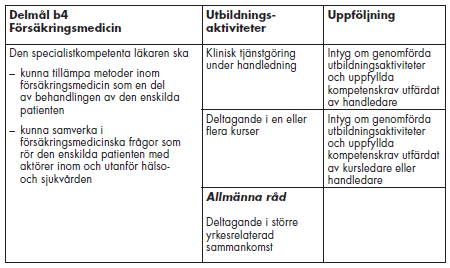 Delmål b4
Försäkringsmedicin
Utbildnings-
aktiviteter
Uppföljning
Den specialistkompetenta läkaren ska
– kunna tillämpa metoder inom
försäkringsmedicin som en del
av behandlingen av den enskilda
patienten
– kunna samverka i
försäkringsmedicinska frågor som
rör den enskilda patienten med
aktörer inom och utanför hälso-
och sjukvården
Klinisk tjänstgöring
under handledning
Intyg om genomförda
utbildningsaktiviteter
och uppfyllda
kompetenskrav utfärdat
av handledare
Deltagande i en eller
flera kurser
Intyg om genomförda
utbildningsaktiviteter
och uppfyllda
kompetenskrav utfärdat
av kursledare eller
handledare
Allmänna råd
Deltagande i större
yrkesrelaterad
sammankomst